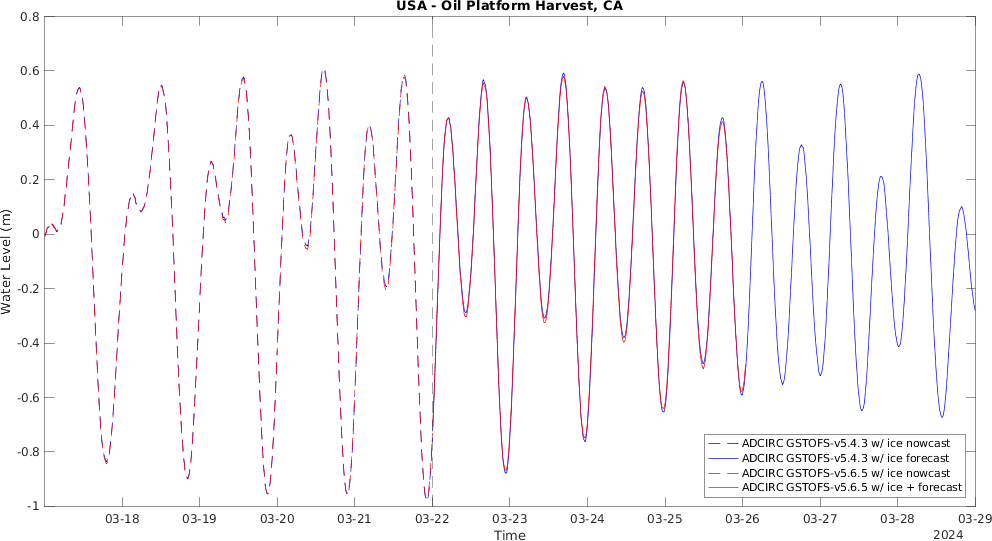 USA - Oil Platform Harvest, CA
0.8
0.6
0.4
0.2
0
-0.2
-0.4
-0.6
-0.8
-1
Water Level (m)
ADCIRC GSTOFS-v5.4.3 w/ ice nowcast
ADCIRC GSTOFS-v5.4.3 w/ ice forecast
ADCIRC GSTOFS-v5.6.5 w/ ice nowcast
ADCIRC GSTOFS-v5.6.5 w/ ice + forecast
03-18 03-19 03-20 03-21 03-22 03-23 03-24 03-25 03-26 03-27 03-28 03-29
Time
2024